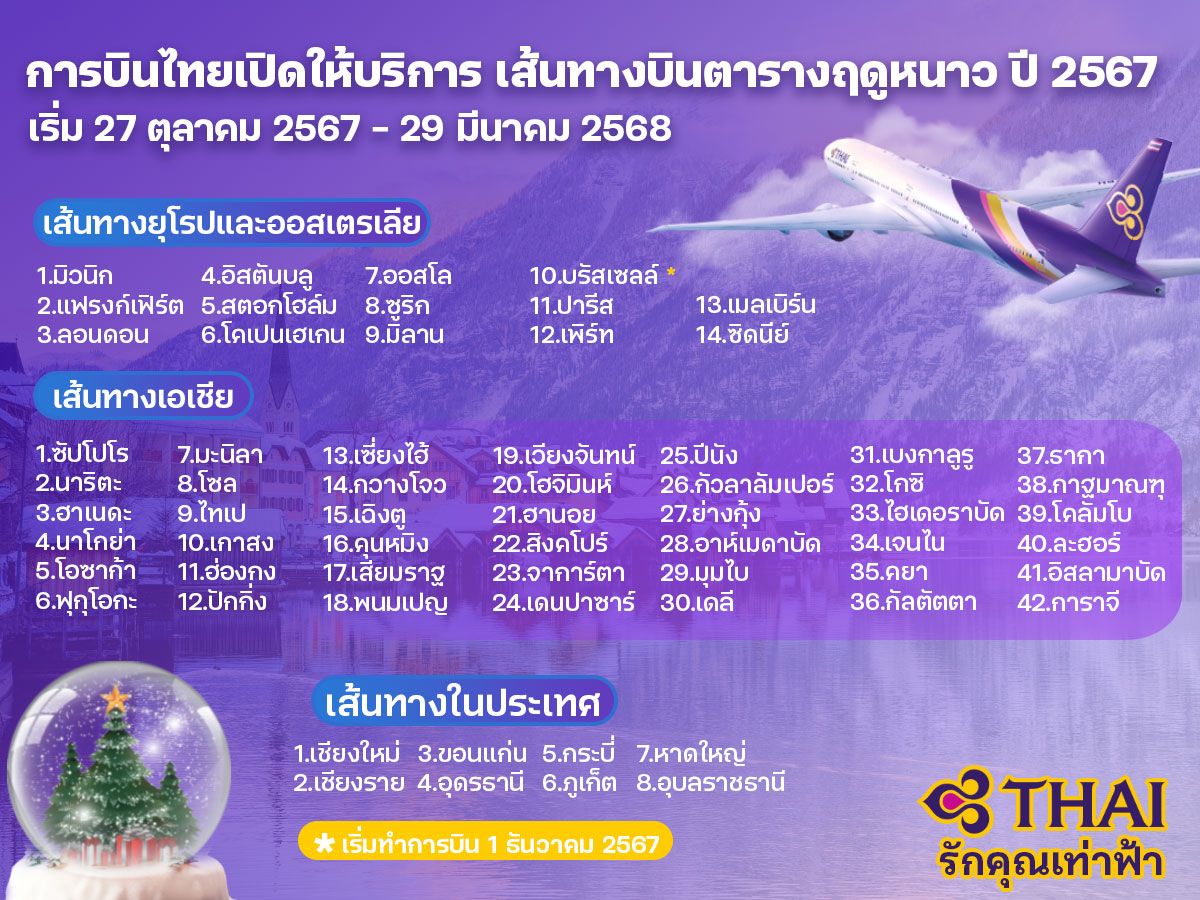 การบินไทยเปิดให้บริการ เส้นทางบินตารางฤดูหนาว ปี 2567
เริ่ม 27 ตุลาคม 2567 - 29 มีนาคม 2568
THAI
เส้นทางยุโรปและออสเตรเลีย
1.มิวนิก
2.แฟรงก์เฟิร์ต
3.ลอนดอน
4.อิสตันบลู
5.สตอกโฮล์ม
6.โคเปนเฮเกน
7.ออสโล
8.ซูริก
9.มิลาน
10.บรัสเซลล์ *
11.ปารีส
12.เพิร์ท
13.เมลเบิร์น
14.ซิดนีย์
เส้นทางเอเชีย
1.ซัปโปโร
2.นาริตะ
3.ฮาเนดะ
4.นาโกย่า
5.โอซาก้า
6.ฟุกุโอกะ
7.มะนิลา
8.โซล
9.ไทเป
10.เกาสง
11.ฮ่องกง
12.ปักกิ่ง
13.เซี่ยงไฮ้
14.กวางโจว
15.เฉิงตู
16.คุนหมิง
17.เสียมราฐ
18.พนมเปญ
19.เวียงจันทน์
20.โฮจิมินห์
21.ฮานอย
22.สิงคโปร์
23.จาการ์ตา
24.เดนปาซาร์
25.ปีนัง
26.กัวลาลัมเปอร์
27.ย่างกุ้ง
28.อาห์เมดาบัด
29.มุมไบ
30.เดลี
31.เบงกาลูรู
32.โกชิ
33.ไฮเดอราบัด
34.เจนไน
35.คยา
36.กัลตัตตา
37.ธากา
38.กาฐมาณฑุ
39.โคลัมโบ
40.ละฮอร์
41.อิสลามาบัด
42.การาจี
เส้นทางในประเทศ
1.เชียงใหม่
2.เชียงราย
3.ขอนแก่น
4.อุดรธานี
5.กระบี่
6.ภูเก็ต
7.หาดใหญ่
8.อุบลราชธานี
* เริ่มทำการบิน 1 ธันวาคม 2567
THAI
รักคุณเท่าฟ้า